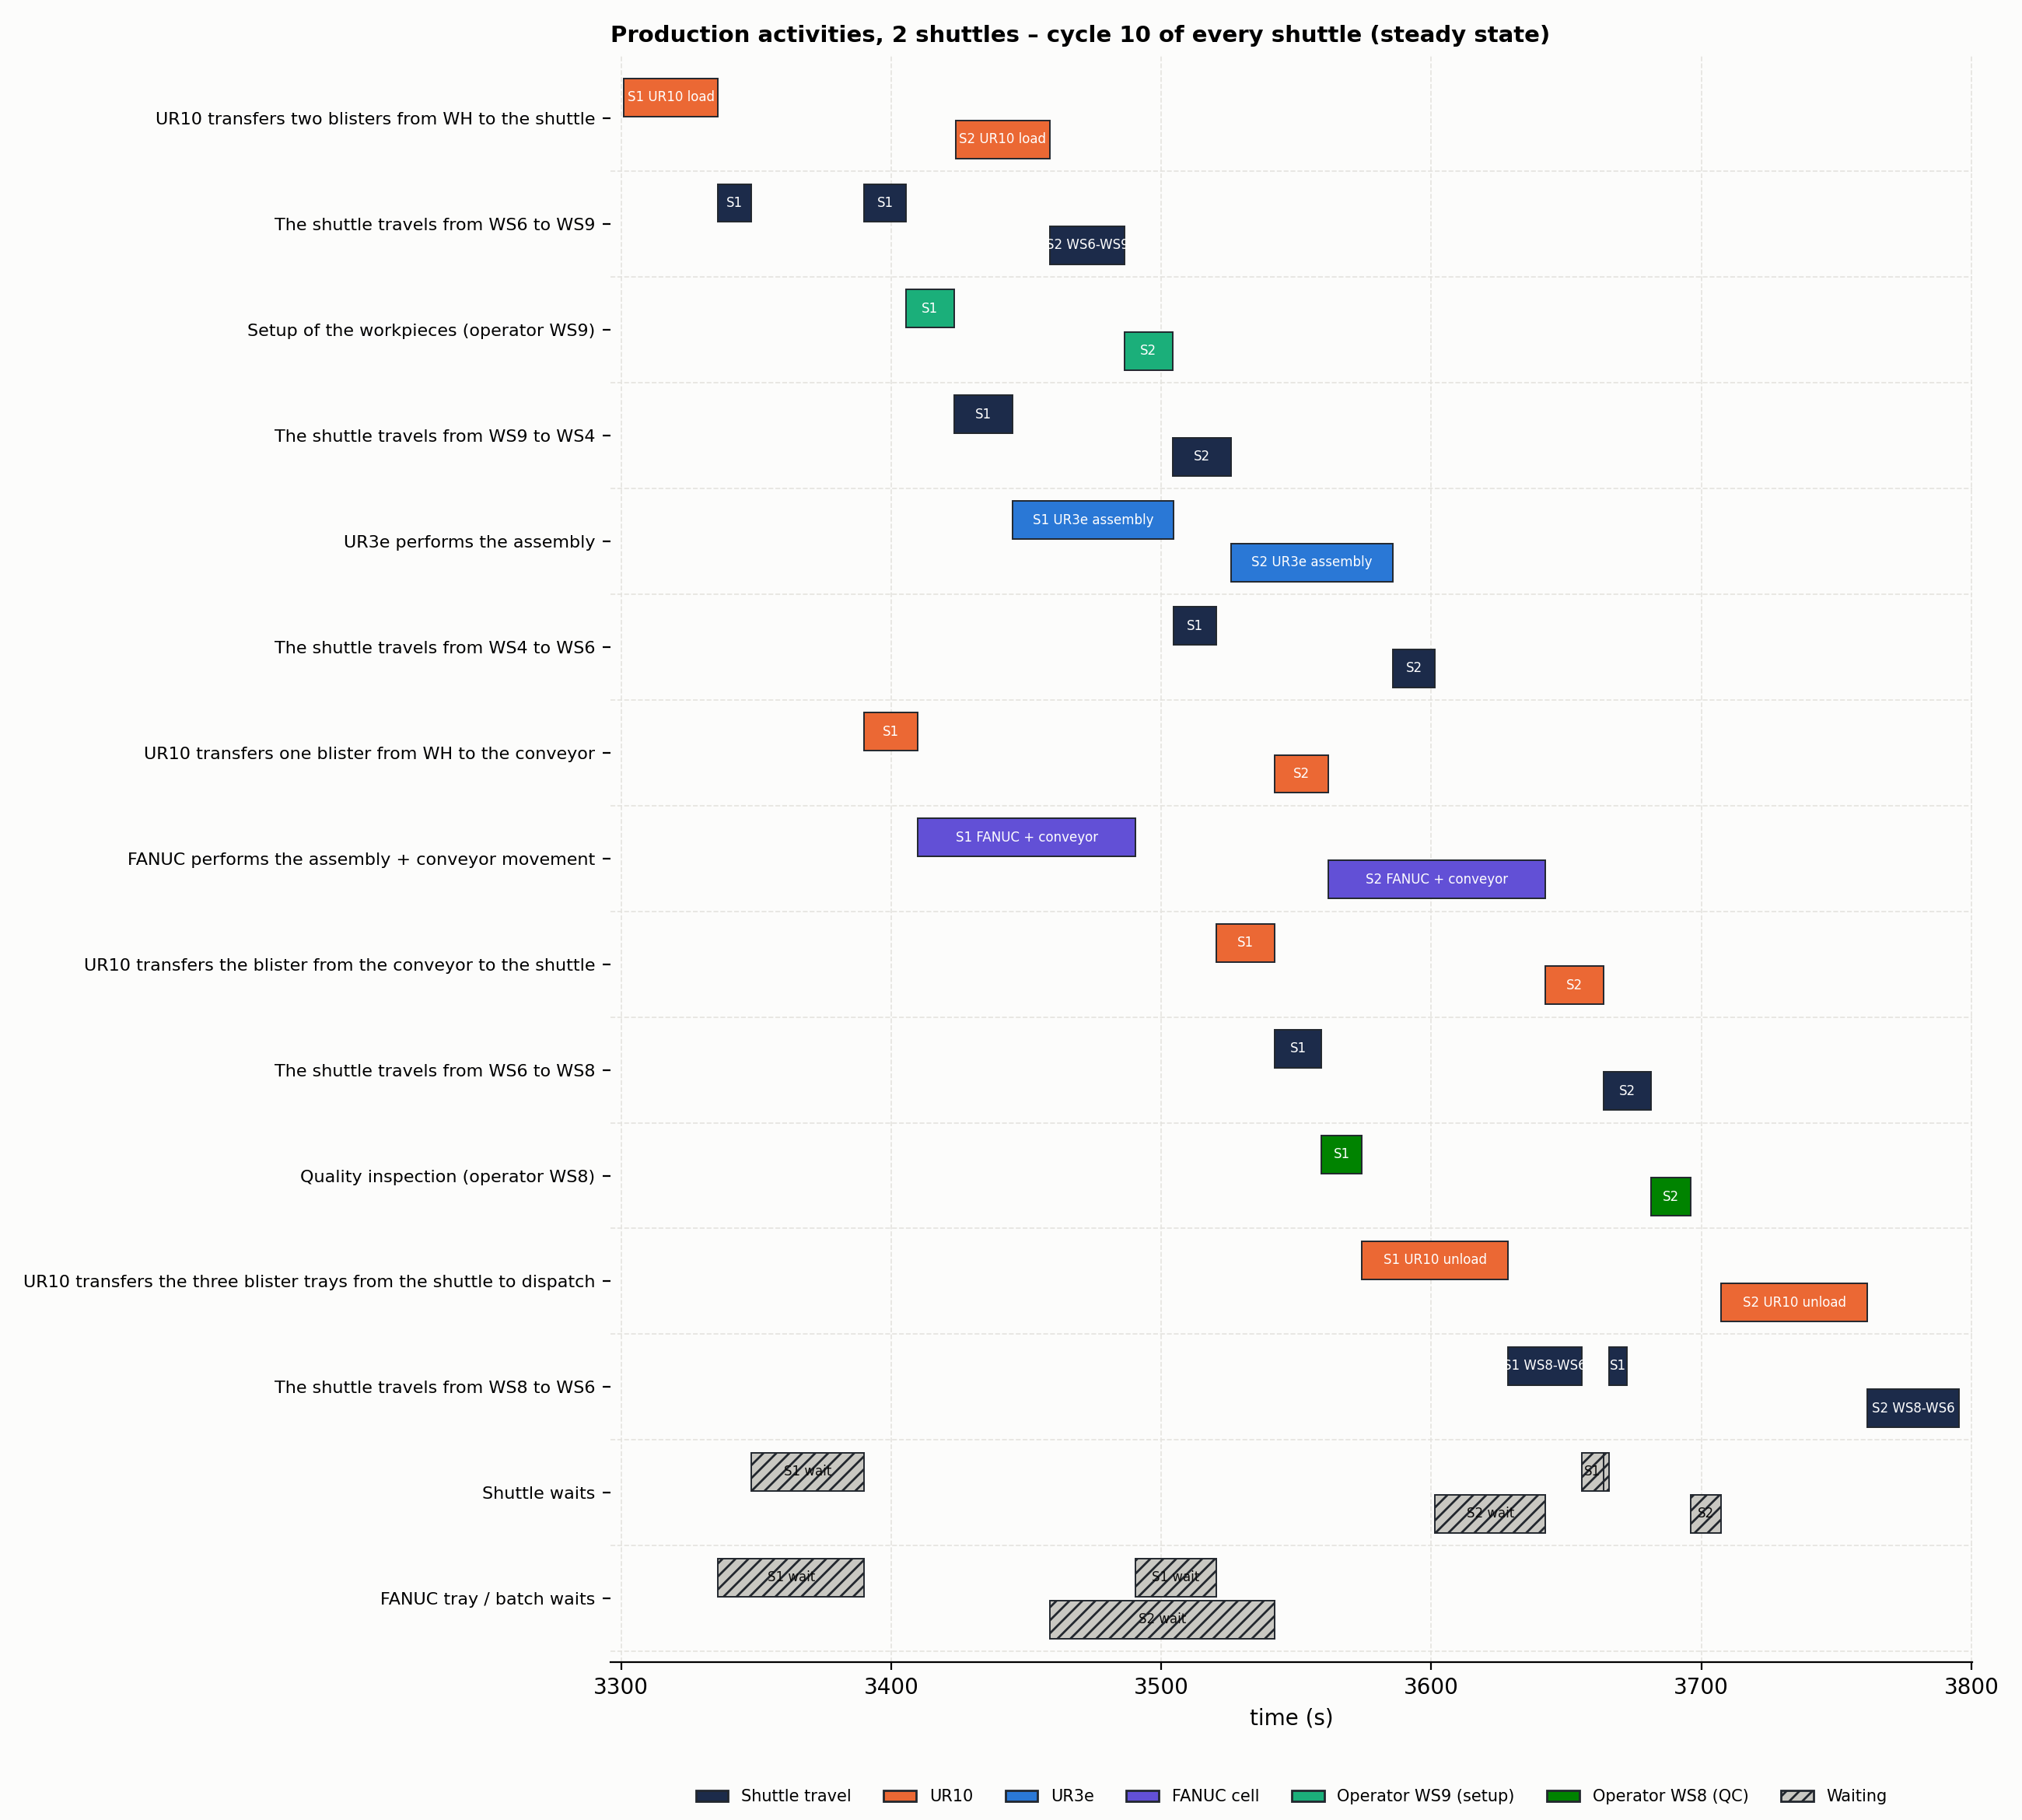 Production activities, 2 shuttles – cycle 10 of every shuttle (steady state)
UR10 transfers two blisters from WH to the shuttle
S1 UR10 load
S2 UR10 load
The shuttle travels from WS6 to WS9
S1
S1
S2 WS6-WS9
Setup of the workpieces (operator WS9)
S1
S2
The shuttle travels from WS9 to WS4
S1
S2
UR3e performs the assembly
S1 UR3e assembly
S2 UR3e assembly
The shuttle travels from WS4 to WS6
S1
S2
UR10 transfers one blister from WH to the conveyor
S1
S2
FANUC performs the assembly + conveyor movement
S1 FANUC + conveyor
S2 FANUC + conveyor
UR10 transfers the blister from the conveyor to the shuttle
S1
S2
The shuttle travels from WS6 to WS8
S1
S2
Quality inspection (operator WS8)
S1
S2
UR10 transfers the three blister trays from the shuttle to dispatch
S1 UR10 unload
S2 UR10 unload
The shuttle travels from WS8 to WS6
S1 WS8-WS6
S1
S2 WS8-WS6
Shuttle waits
S1 wait
S1
S2 wait
S2
FANUC tray / batch waits
S1 wait
S1 wait
S2 wait
3300 3400 3500 3600 3700 3800
time (s)
Shuttle travel UR10 UR3e FANUC cell Operator WS9 (setup) Operator WS8 (QC) Waiting